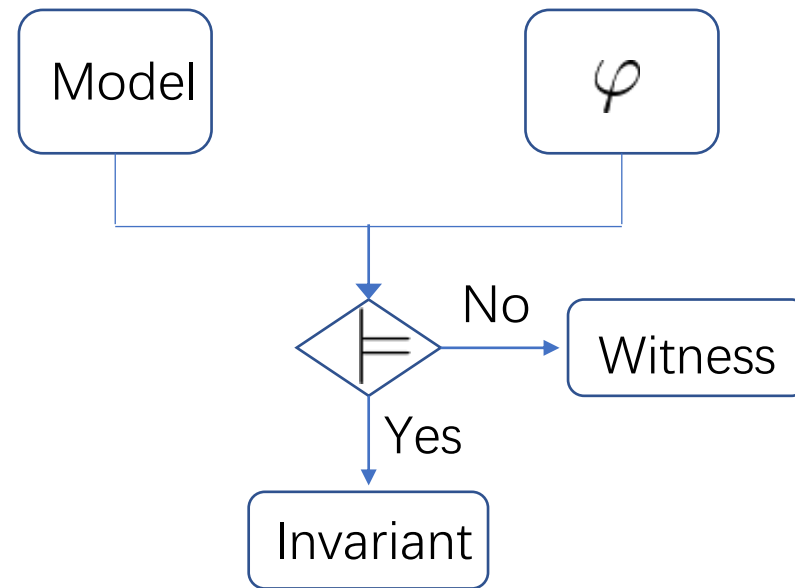 Model
φ
No
⊨
Witness
Yes
Invariant